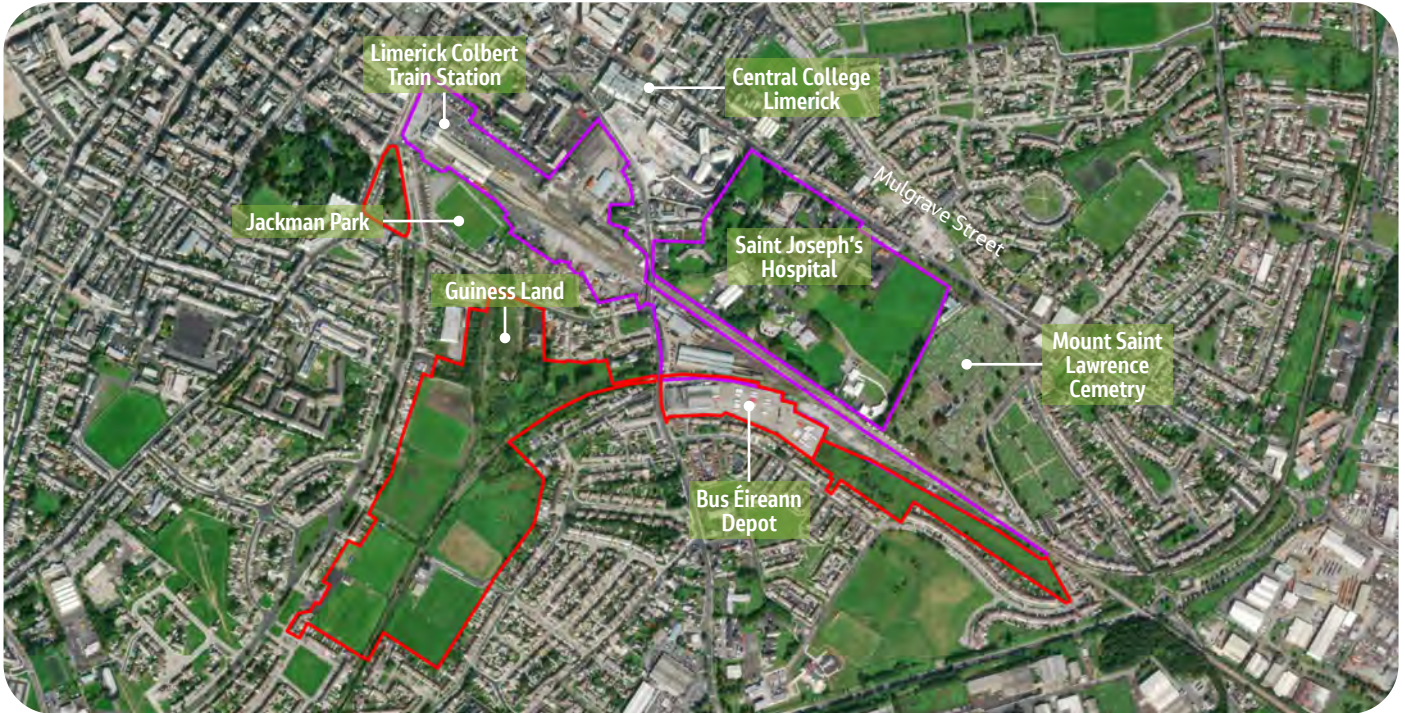 Limerick Colbert
Train Station
Central College
Limerick
Mulgrave Street
Jackman Park
Saint Joseph's
Hospital
Guiness Land
Mount Saint
Lawrence
Cemetry
Bus Éireann
Depot